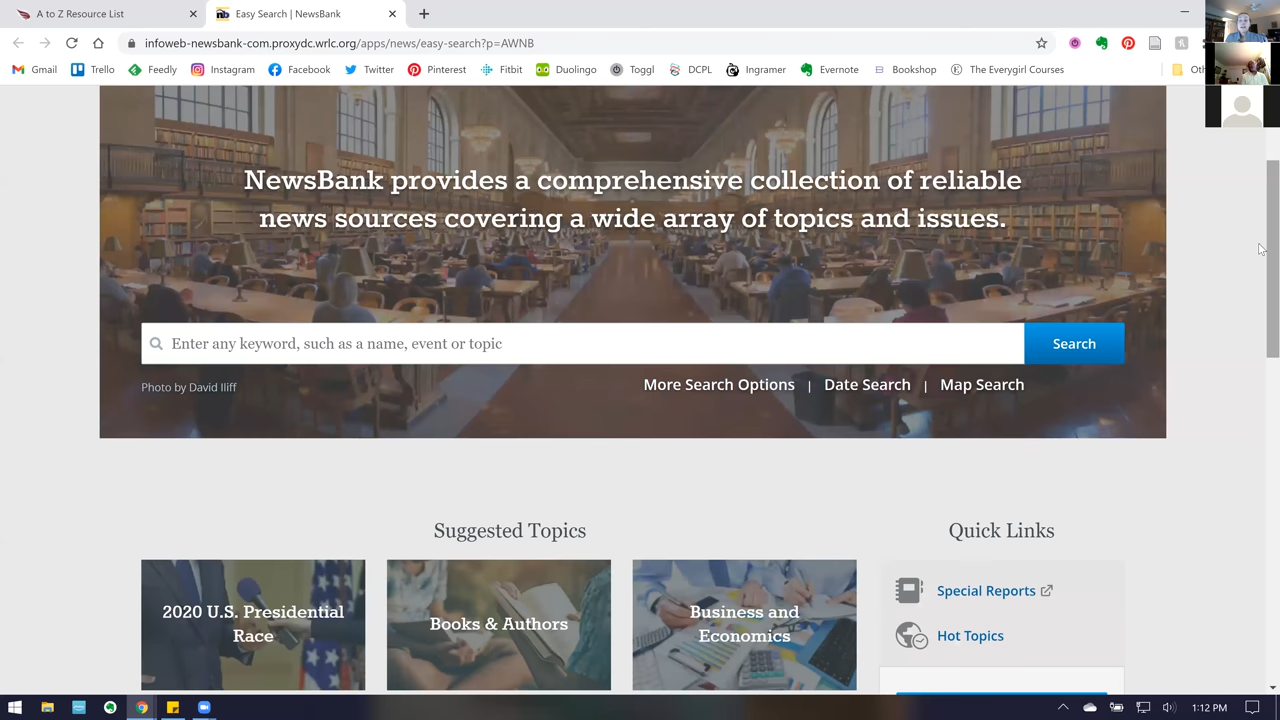 A to Z Resource List
Easy Search | NewsBank
infoweb-newsbank-com.proxydc.wrlc.org/apps/news/easy-search?p=AWNB
Gmail Trello Feedly Instagram Facebook Twitter Pinterest Fitbit Duolingo Toggl DCPL Ingramer Evernote Bookshop The Everygirl Courses
NewsBank provides a comprehensive collection of reliable
news sources covering a wide array of topics and issues.
Enter any keyword, such as a name, event or topic
Search
Photo by David Iliff
More Search Options | Date Search | Map Search
Suggested Topics
Quick Links
2020 U.S. Presidential
Race
Books & Authors
Business and
Economics
Special Reports
Hot Topics
1:12 PM